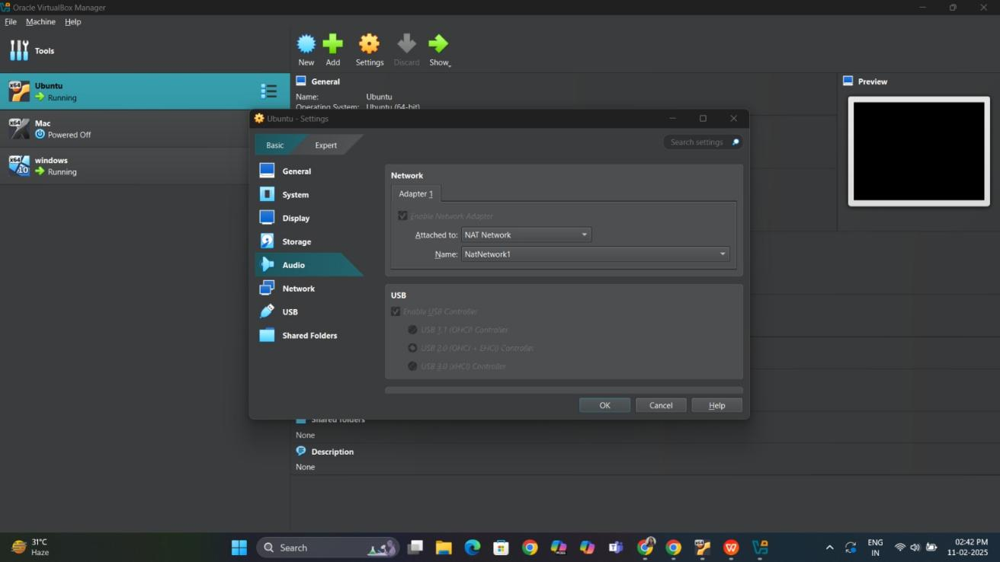 Oracle VirtualBox Manager
File Machine Help
Tools
New Add Settings Discard Show
x64 Ubuntu
Running
x64 Mac
Powered Off
x64 10 windows
Running
General
Name: Ubuntu
Operating System: Ubuntu (64-bit)
Preview
Ubuntu - Settings
Basic Expert Search settings
General
System
Display
Storage
Audio
Network
USB
Shared Folders
Network
Adapter 1
Enable Network Adapter
Attached to: NAT Network
Name: NatNetwork1
USB
Enable USB Controller
USB 1.1 (OHCI) Controller
USB 2.0 (OHCI + EHCI) Controller
USB 3.0 (xHCI) Controller
OK Cancel Help
Shared folders
None
Description
None
31°C
Haze
Search
ENG
IN
02:42 PM
11-02-2025